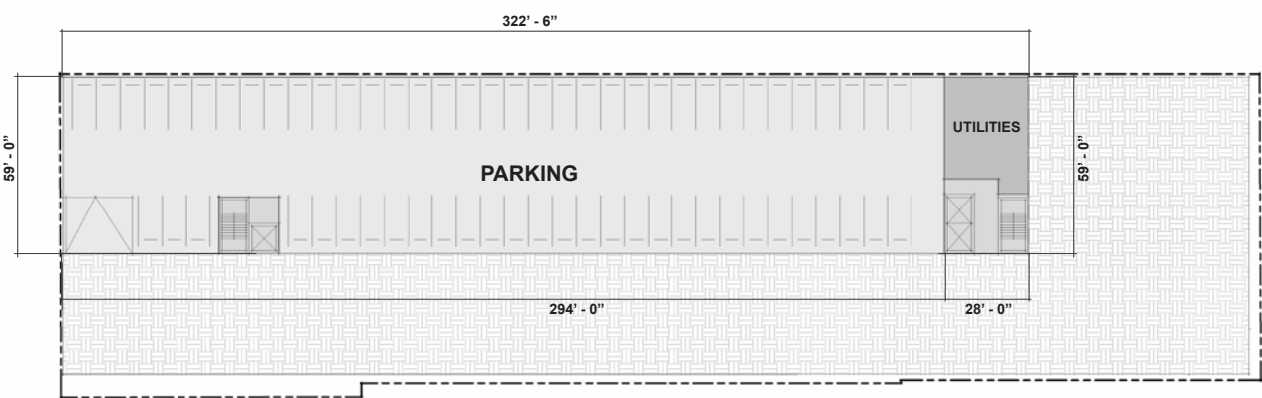 322’ - 6”
59’ - 0”
UTILITIES
PARKING
59’ - 0”
294’ - 0”
28’ - 0”